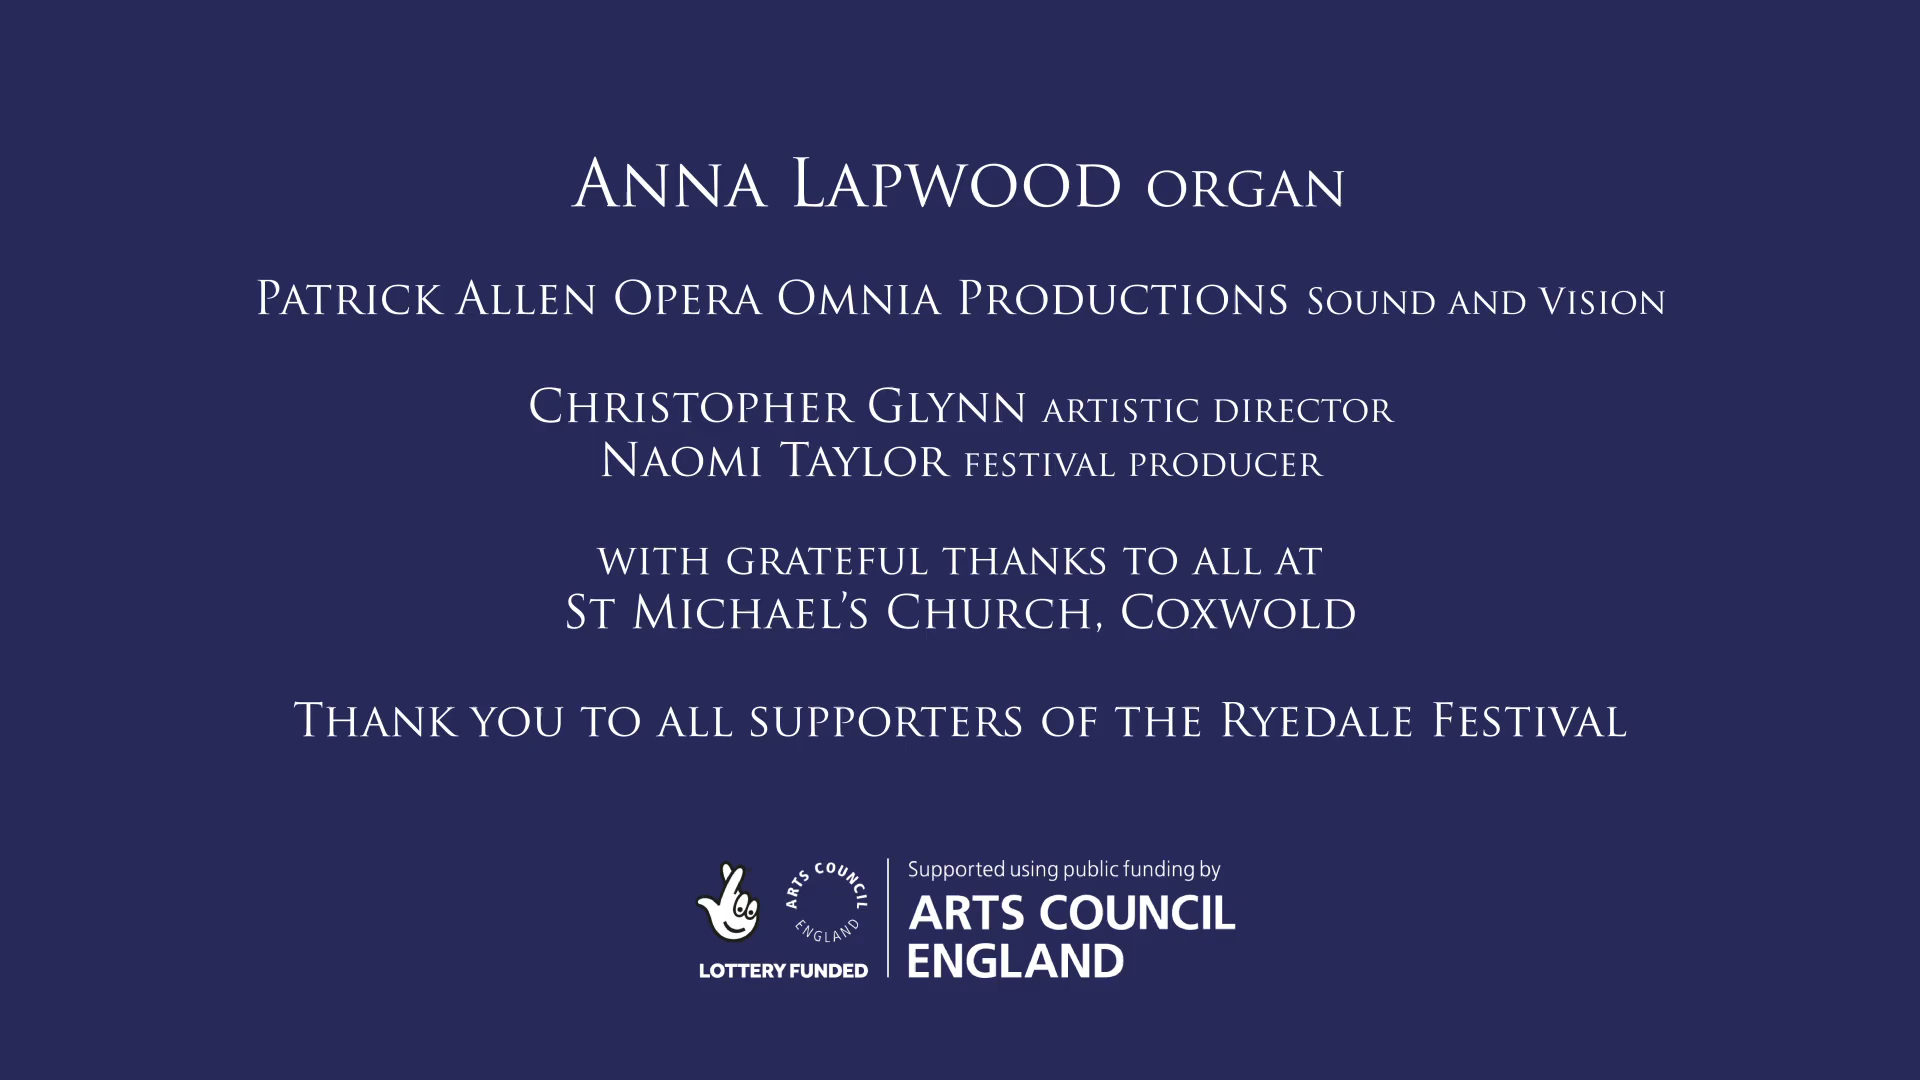 Anna Lapwood organ
Patrick Allen Opera Omnia Productions Sound and Vision
Christopher Glynn artistic director
Naomi Taylor festival producer
with grateful thanks to all at
St Michael’s Church, Coxwold
Thank you to all supporters of the Ryedale Festival
ARTS COUNCIL ENGLAND
LOTTERY FUNDED
Supported using public funding by
ARTS COUNCIL
ENGLAND